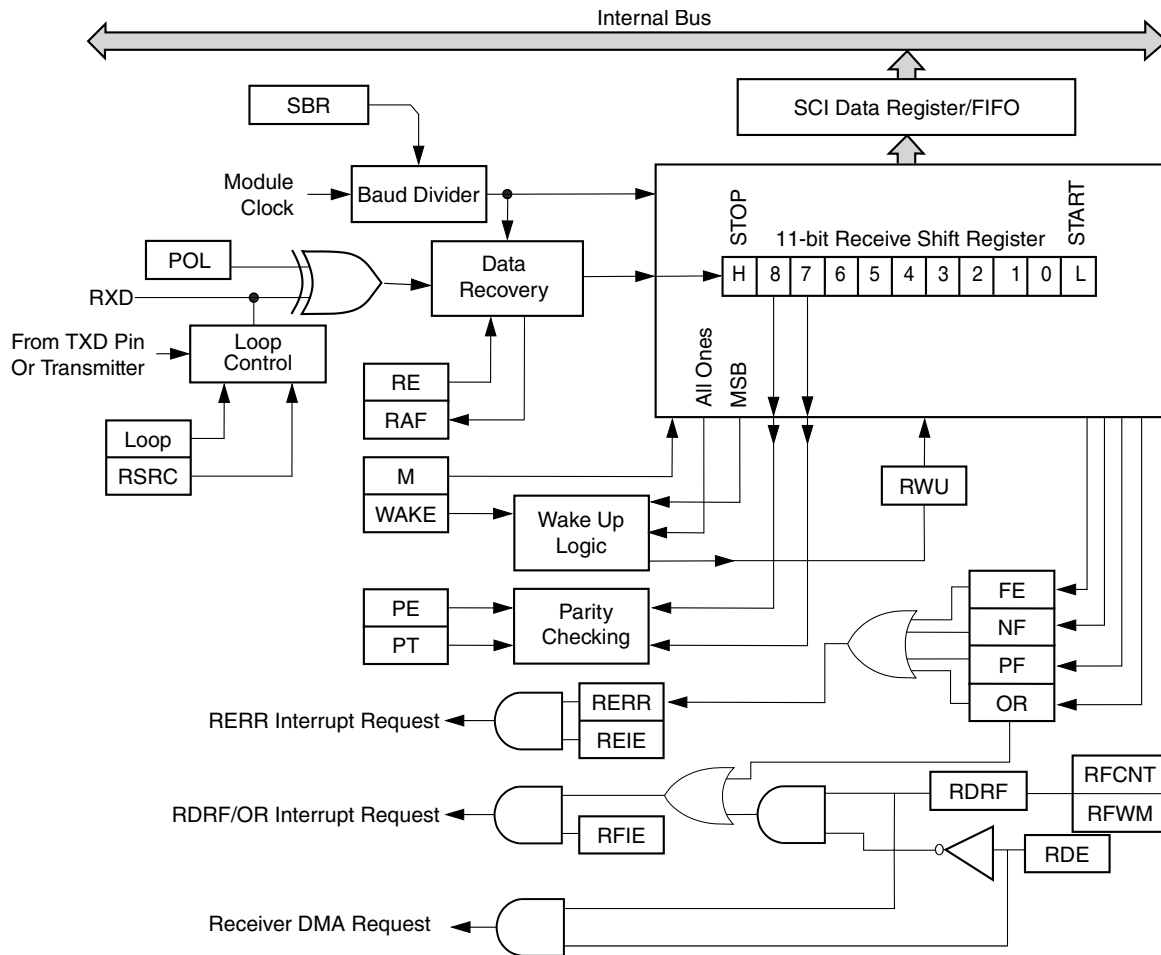 Internal Bus
SBR
SCI Data Register/FIFO
Module
Clock
Baud Divider
STOP
START
11-bit Receive Shift Register
H 8 7 6 5 4 3 2 1 0 L
POL
RXD
Data
Recovery
From TXD Pin
Or Transmitter
Loop
Control
All Ones
MSB
RE
RAF
Loop
RSRC
M
WAKE
RWU
Wake Up
Logic
PE
PT
Parity
Checking
FE
NF
PF
OR
RERR
REIE
RERR Interrupt Request
RFCNT
RFWM
RDRF
RDRF/OR Interrupt Request
RFIE
RDE
Receiver DMA Request